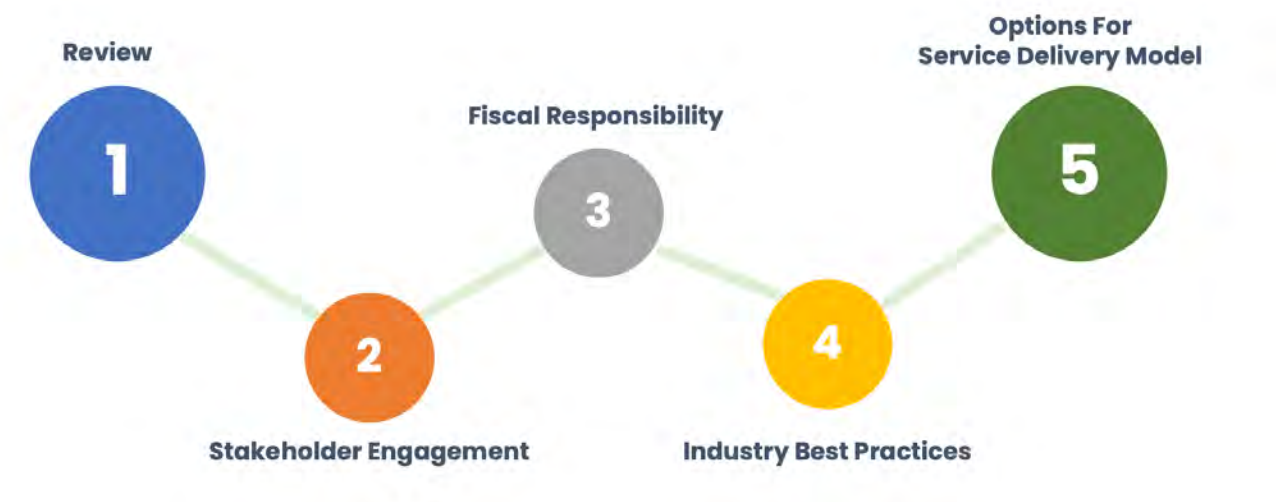 Review
1
2
Stakeholder Engagement
Fiscal Responsibility
3
4
Industry Best Practices
Options For
Service Delivery Model
5